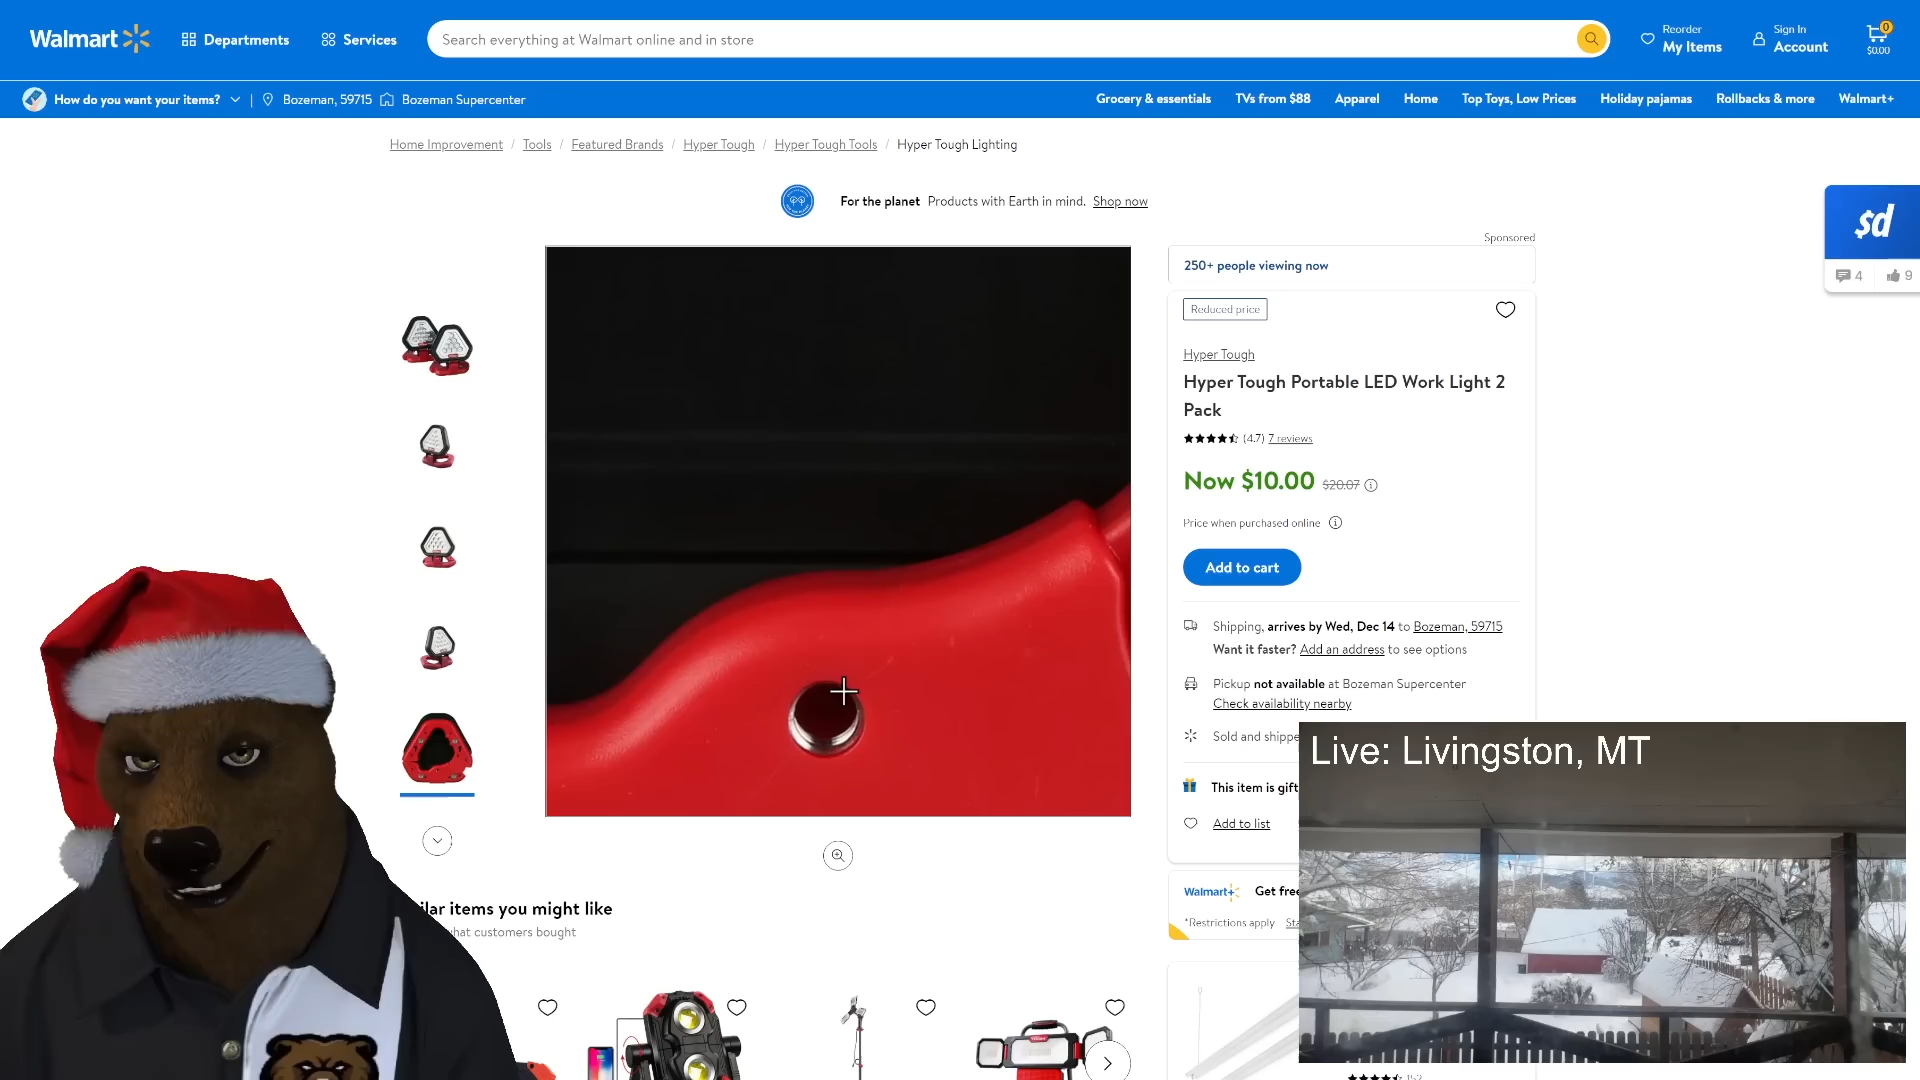 Walmart
Departments
Services
Search everything at Walmart online and in store
Reorder
My Items
Sign In
Account
0
$0.00
How do you want your items?
Bozeman, 59715
Bozeman Supercenter
Grocery & essentials
TVs from $88
Apparel
Home
Top Toys, Low Prices
Holiday pajamas
Rollbacks & more
Walmart+
Home Improvement / Tools / Featured Brands / Hyper Tough / Hyper Tough Tools / Hyper Tough Lighting
For the planet Products with Earth in mind. Shop now
$d
4
9
Sponsored
250+ people viewing now
Reduced price
Hyper Tough
Hyper Tough Portable LED Work Light 2
Pack
(4.7) 7 reviews
Now $10.00 $20.07
Price when purchased online
Add to cart
Shipping, arrives by Wed, Dec 14 to Bozeman, 59715
Want it faster? Add an address to see options
Pickup not available at Bozeman Supercenter
Check availability nearby
Sold and shippe
This item is gift
Add to list
Walmart+ Get free
*Restrictions apply Sta
Live: Livingston, MT
ilar items you might like
hat customers bought
152